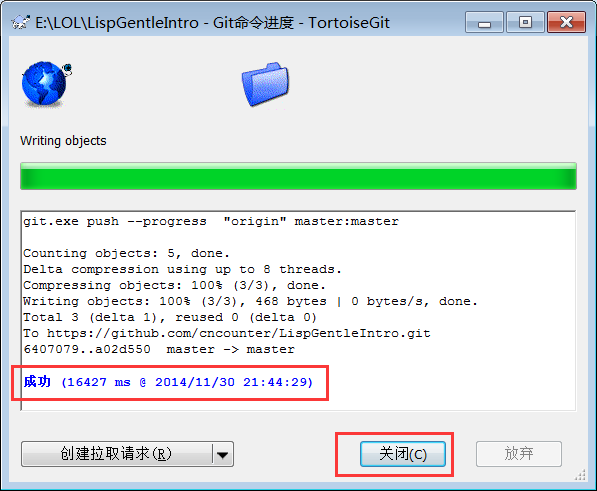 E:\LOL\LispGentleIntro - Git命令进度 - TortoiseGit
Writing objects
git.exe push --progress  "origin" master:master
Counting objects: 5, done.
Delta compression using up to 8 threads.
Compressing objects: 100% (3/3), done.
Writing objects: 100% (3/3), 468 bytes | 0 bytes/s, done.
Total 3 (delta 1), reused 0 (delta 0)
To https://github.com/cncounter/LispGentleIntro.git
6407079..a02d550  master -> master
成功 (16427 ms @ 2014/11/30 21:44:29)
创建拉取请求(R) 关闭(C) 放弃